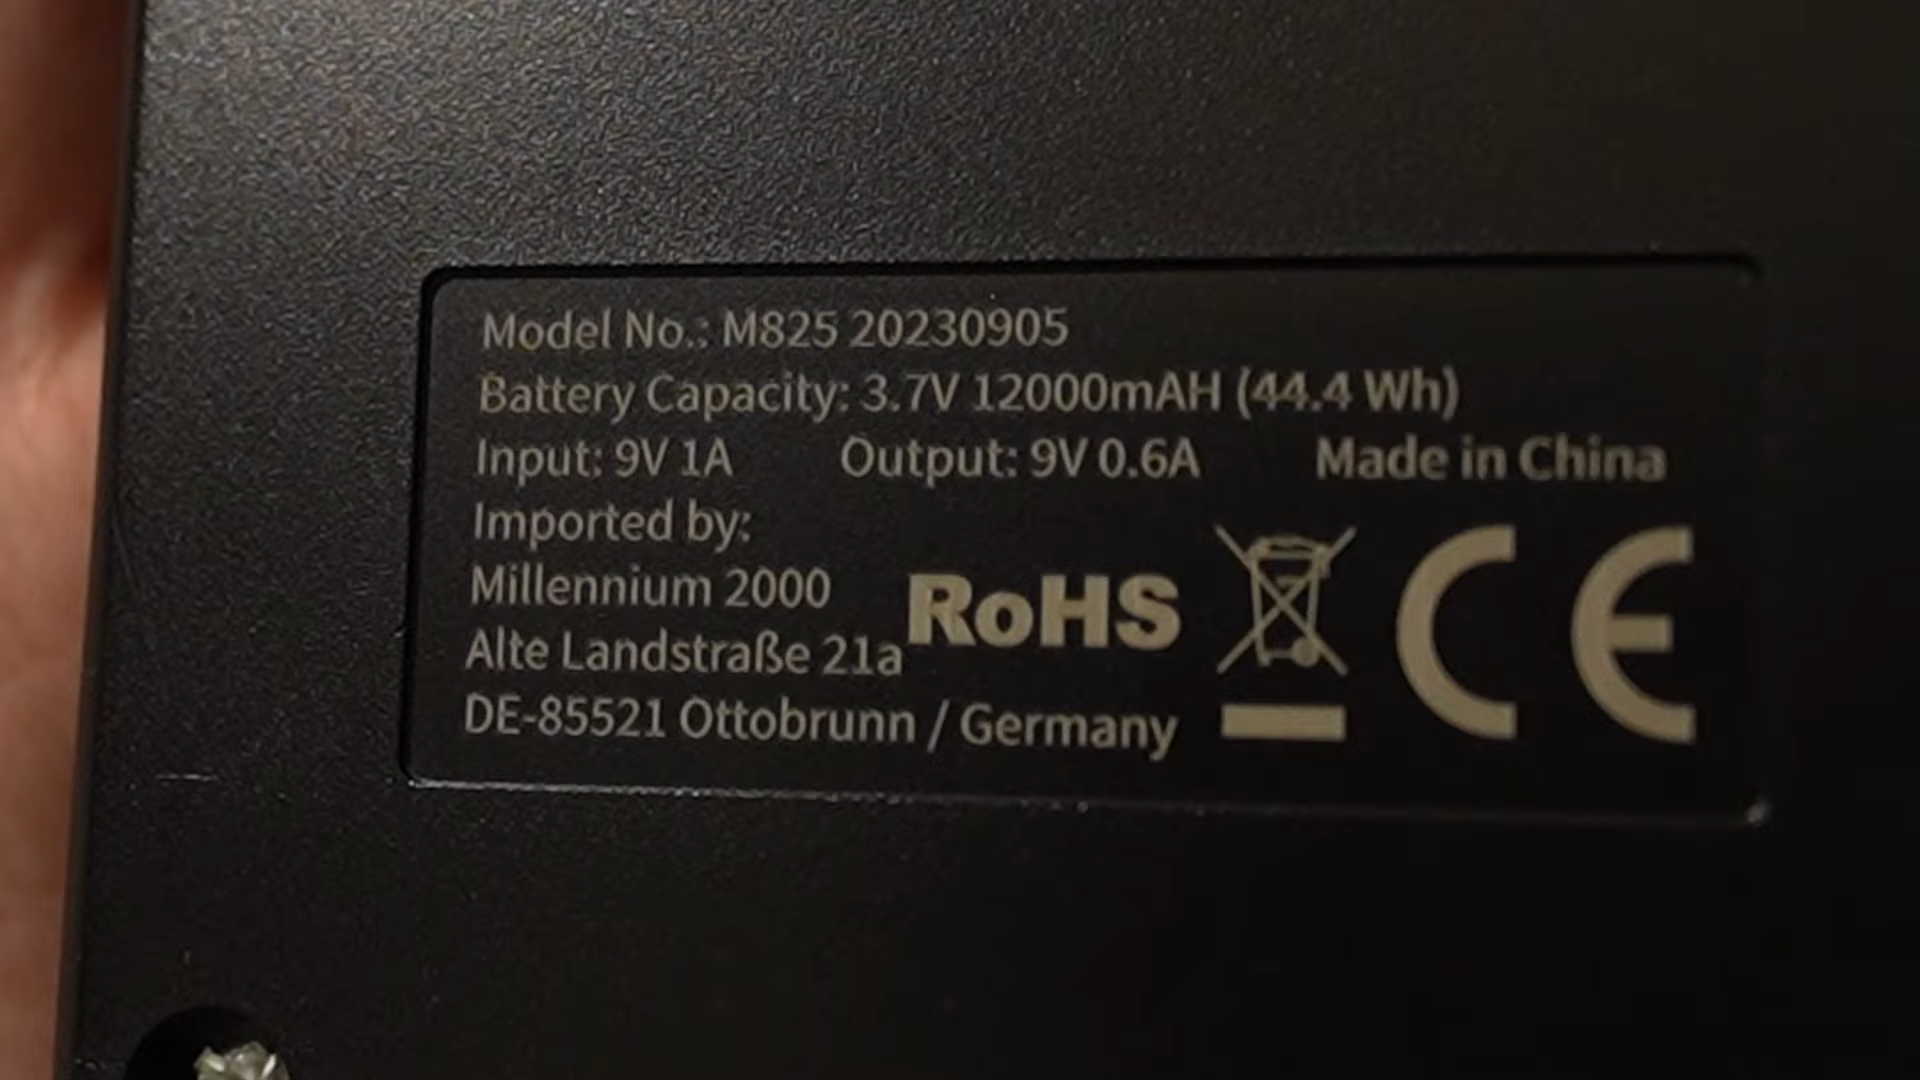 Model No.: M825 20230905
Battery Capacity: 3.7V 12000mAH (44.4 Wh)
Input: 9V 1A Output: 9V 0.6A Made in China
Imported by:
Millennium 2000
Alte Landstraße 21a
DE-85521 Ottobrunn / Germany
RoHS
CE